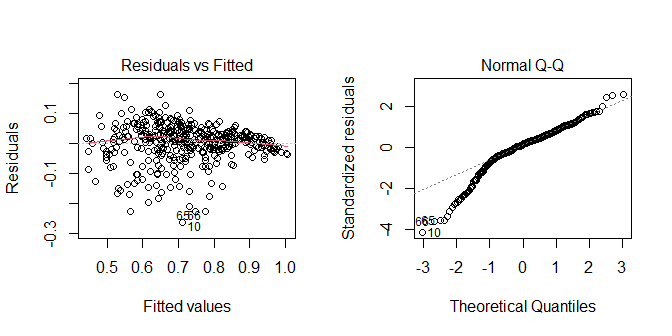 Residuals vs Fitted
Residuals
0.1
-0.1
-0.3
10
0.5 0.6 0.7 0.8 0.9 1.0
Fitted values
Normal Q-Q
Standardized residuals
2
0
-2
-4
10
-3 -2 -1 0 1 2 3
Theoretical Quantiles